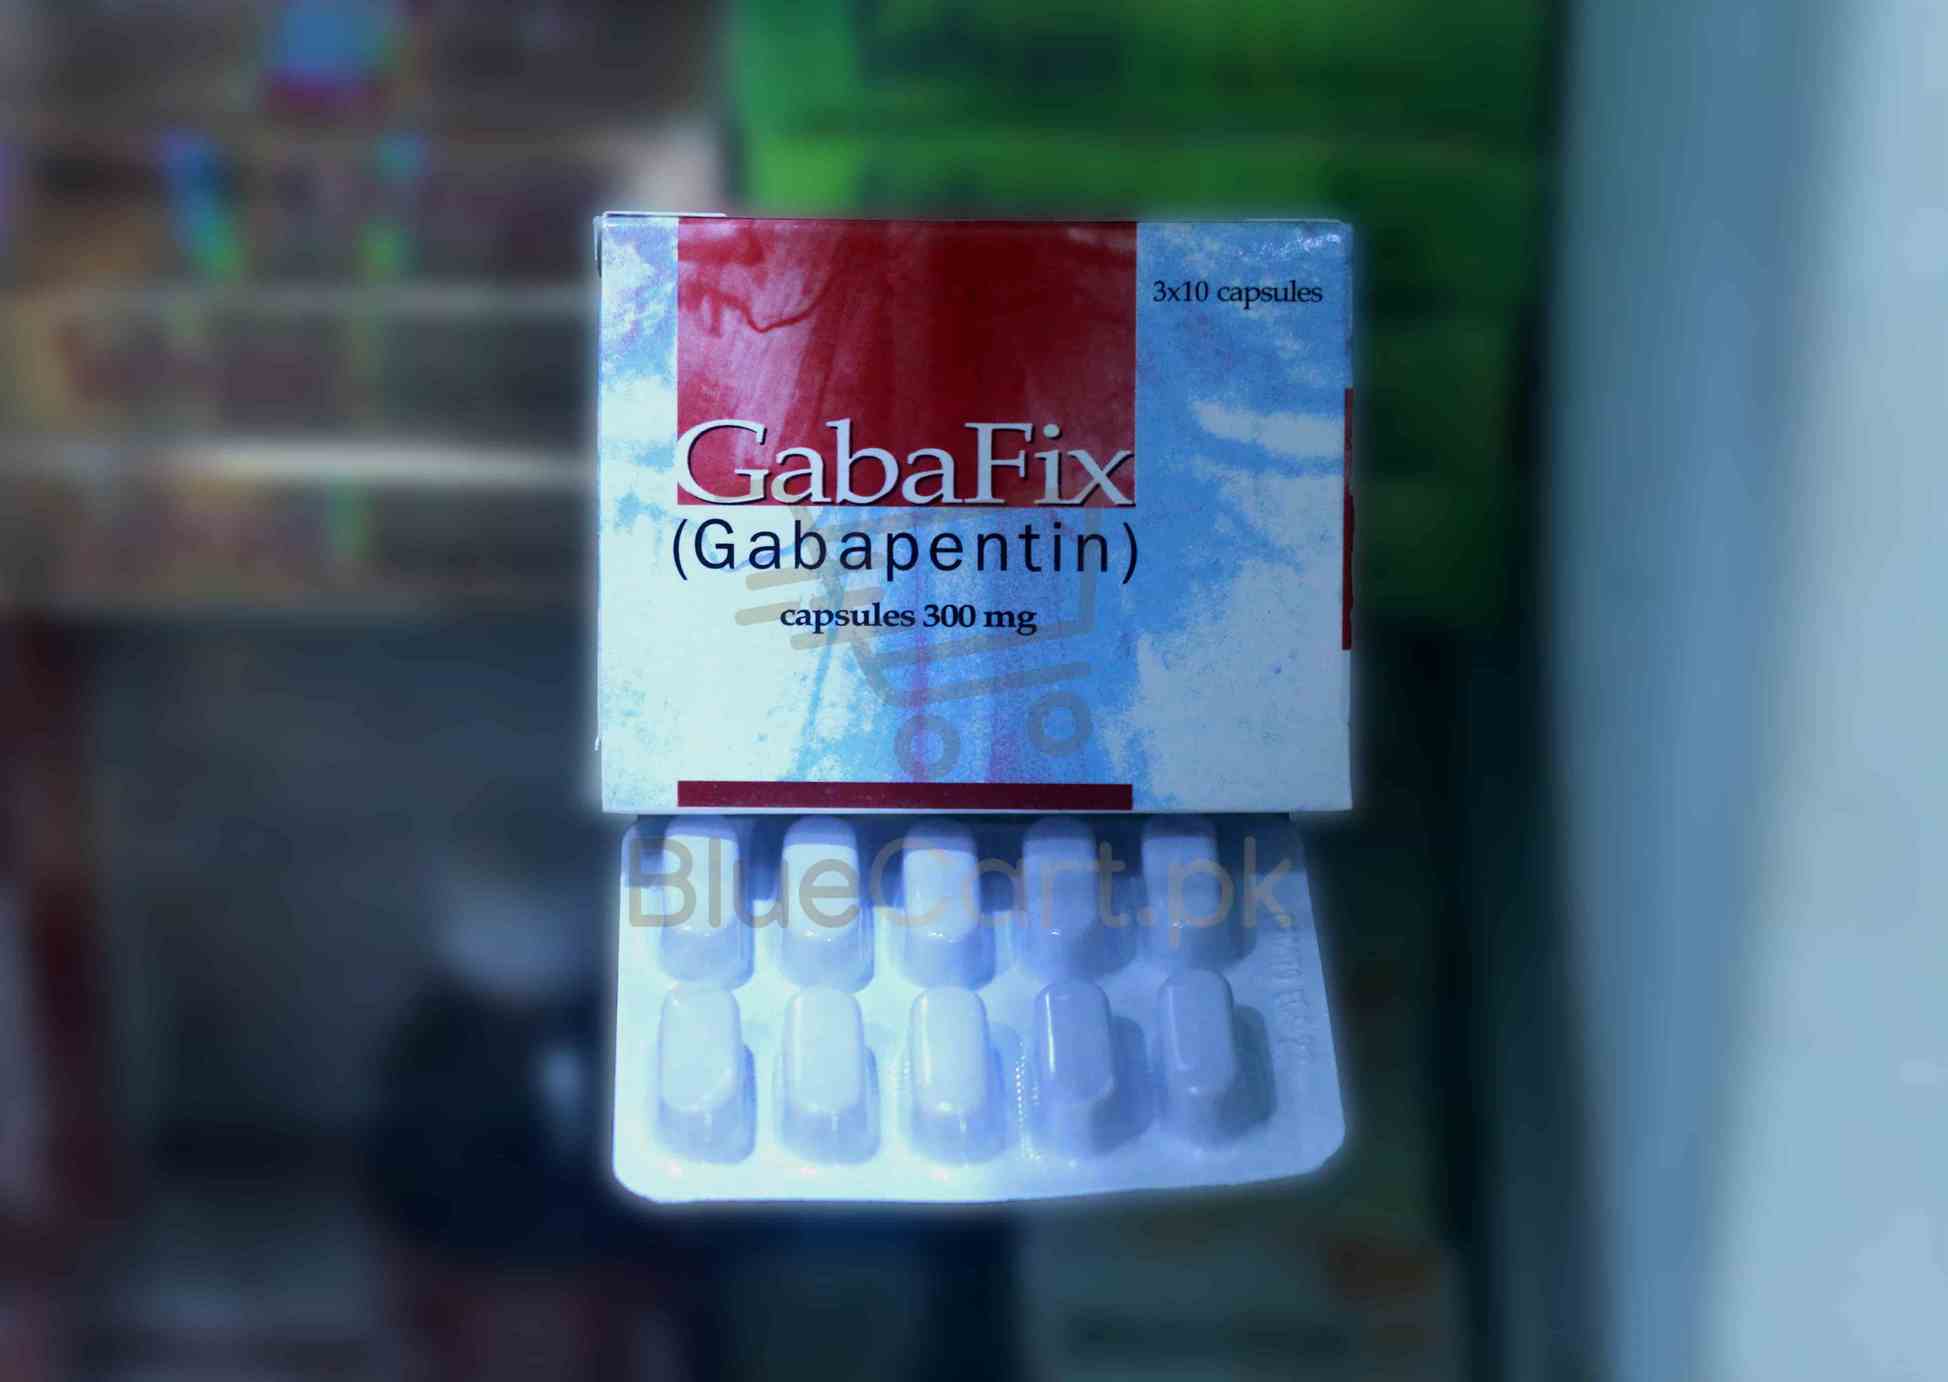 3x10 capsules
GabaFix
(Gabapentin)
capsules 300 mg
BlueCart.pk